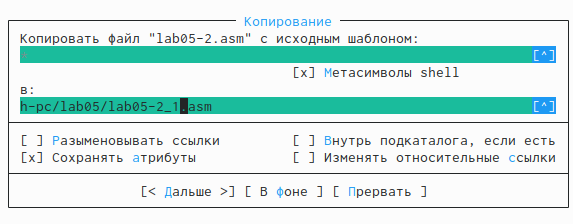 Копирование
Копировать файл "lab05-2.asm" с исходным шаблоном:
[^]
[x] Метасимволы shell
в:
h-pc/lab05/lab05-2_1.asm [^]
[ ] Разыменовывать ссылки [ ] Внутрь подкаталога, если есть
[x] Сохранять атрибуты [ ] Изменять относительные ссылки
[< Дальше >] [ В фоне ] [ Прервать ]